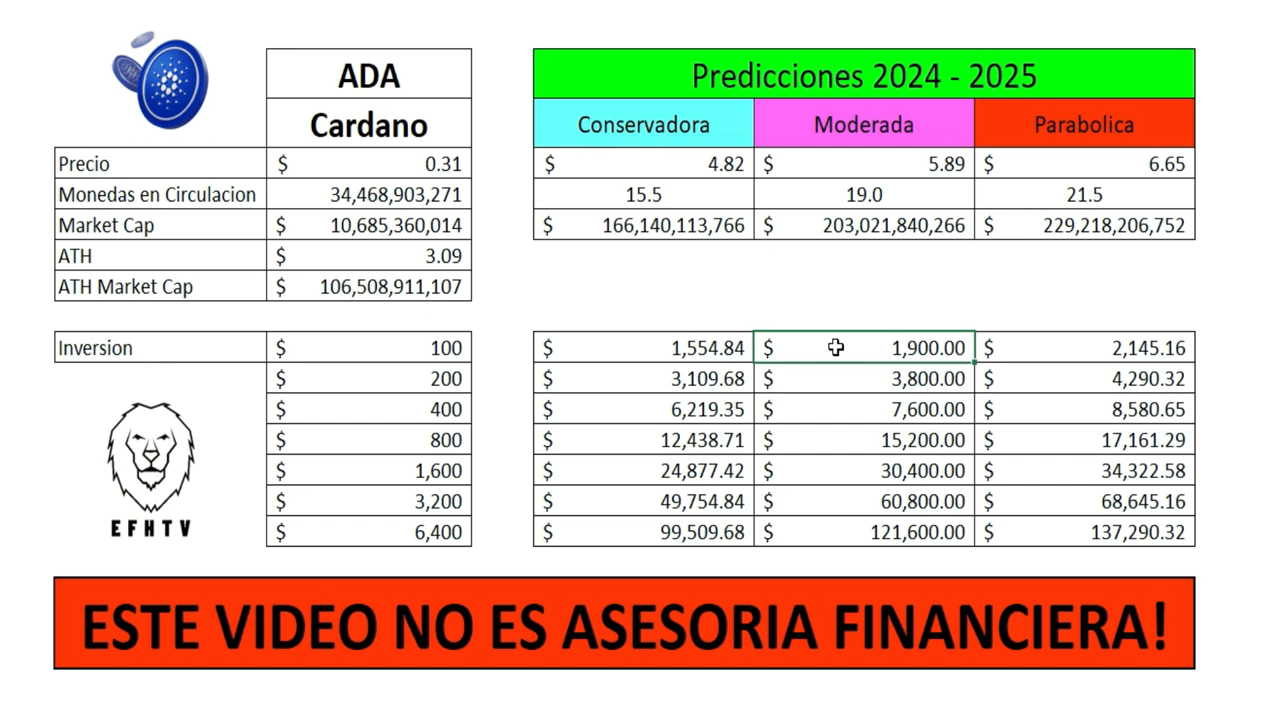 ADA
Cardano
Predicciones 2024 - 2025
Conservadora Moderada Parabolica
Precio $ 0.31 $ 4.82 $ 5.89 $ 6.65
Monedas en Circulacion 34,468,903,271 15.5 19.0 21.5
Market Cap $ 10,685,360,014 $ 166,140,113,766 $ 203,021,840,266 $ 229,218,206,752
ATH $ 3.09
ATH Market Cap $ 106,508,911,107
Inversion $ 100 $ 1,554.84 $ 1,900.00 $ 2,145.16
$ 200 $ 3,109.68 $ 3,800.00 $ 4,290.32
$ 400 $ 6,219.35 $ 7,600.00 $ 8,580.65
$ 800 $ 12,438.71 $ 15,200.00 $ 17,161.29
$ 1,600 $ 24,877.42 $ 30,400.00 $ 34,322.58
$ 3,200 $ 49,754.84 $ 60,800.00 $ 68,645.16
$ 6,400 $ 99,509.68 $ 121,600.00 $ 137,290.32
EFHTV
ESTE VIDEO NO ES ASESORIA FINANCIERA!